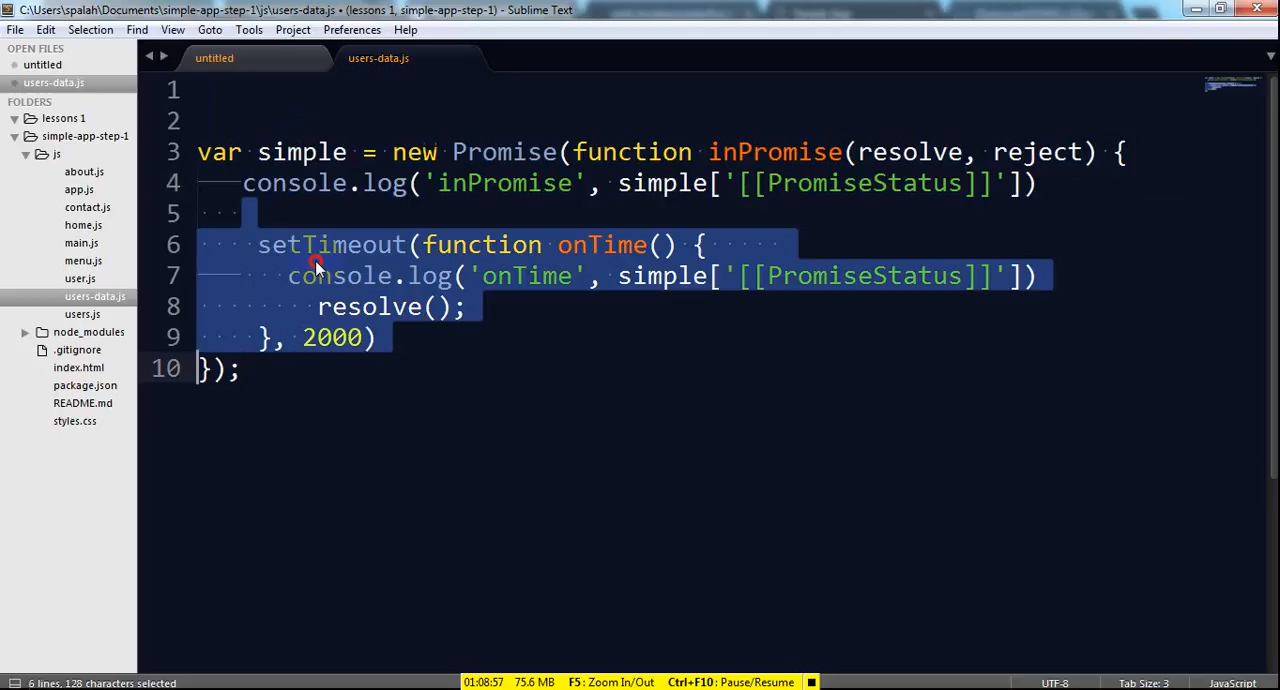 C:\Users\spalah\Documents\simple-app-step-1\js\users-data.js • (lessons 1, simple-app-step-1) - Sublime Text
File Edit Selection Find View Goto Tools Project Preferences Help
OPEN FILES
untitled
users-data.js
FOLDERS
lessons 1
simple-app-step-1
js
about.js
app.js
contact.js
home.js
main.js
menu.js
user.js
users-data.js
users.js
node_modules
.gitignore
index.html
package.json
README.md
styles.css
untitled users-data.js
1
2
3 var simple = new Promise(function inPromise(resolve, reject) {
4 console.log('inPromise', simple['[[PromiseStatus]]'])
5
6 setTimeout(function onTime() {
7 console.log('onTime', simple['[[PromiseStatus]]'])
8 resolve();
9 }, 2000)
10 });
6 lines, 128 characters selected 01:08:57 75.6 MB F5: Zoom In/Out Ctrl+F10: Pause/Resume UTF-8 Tab Size: 3 JavaScript